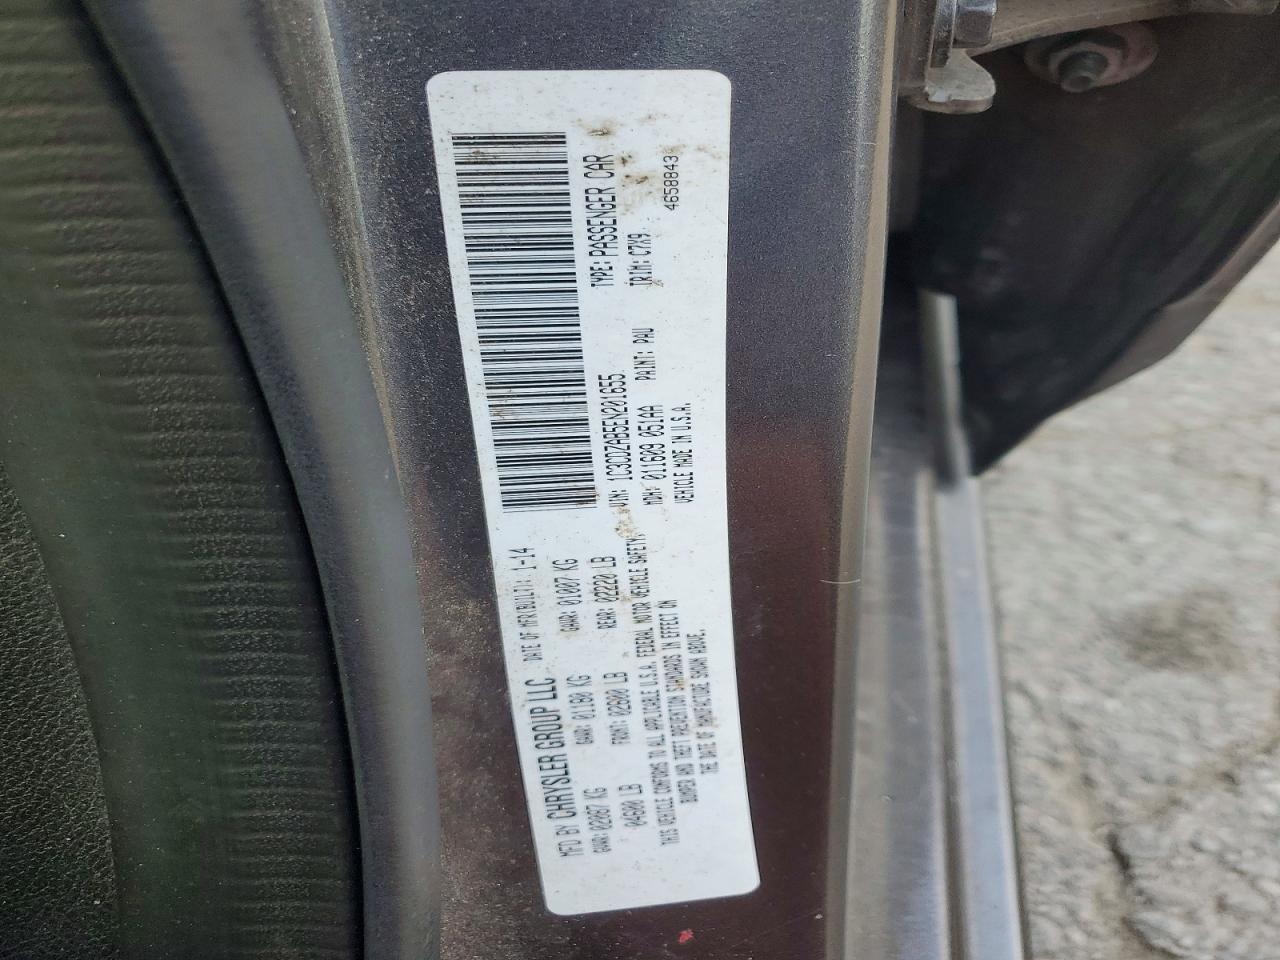 MFD BY CHRYSLER GROUP LLC DATE OF MFR(BUILT): 1-14
GVWR: 02087 KG GAWR: 01180 KG GAWR: 01007 KG
04600 LB FRONT: 02600 LB REAR: 02220 LB
THIS VEHICLE CONFORMS TO ALL APPLICABLE U.S.A. FEDERAL MOTOR VEHICLE SAFETY,
BUMPER AND THEFT PREVENTION STANDARDS IN EFFECT ON
THE DATE OF MANUFACTURE SHOWN ABOVE.
VIN: 1C3CDZAB5EN201655 TYPE: PASSENGER CAR
MDH: 011609 051AA PAINT: PAU TRIM: C7X9
VEHICLE MADE IN U.S.A. 4658843